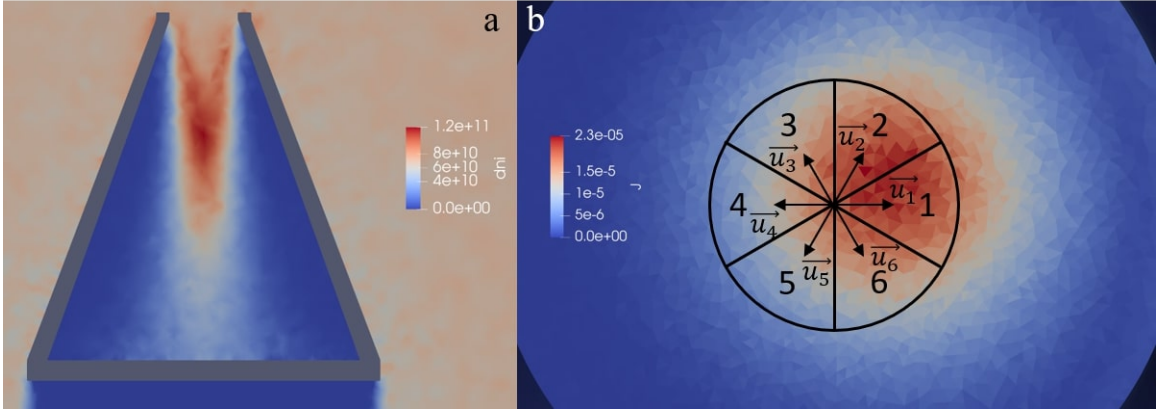 a
1.2e+11
8e+10
6e+10
4e+10
0.0e+00
dni
b
2.3e-05
1.5e-5
1e-5
5e-6
0.0e+00
J
3
2
u₃
u₂
4
u₄
u₁
1
5
u₅
u₆
6